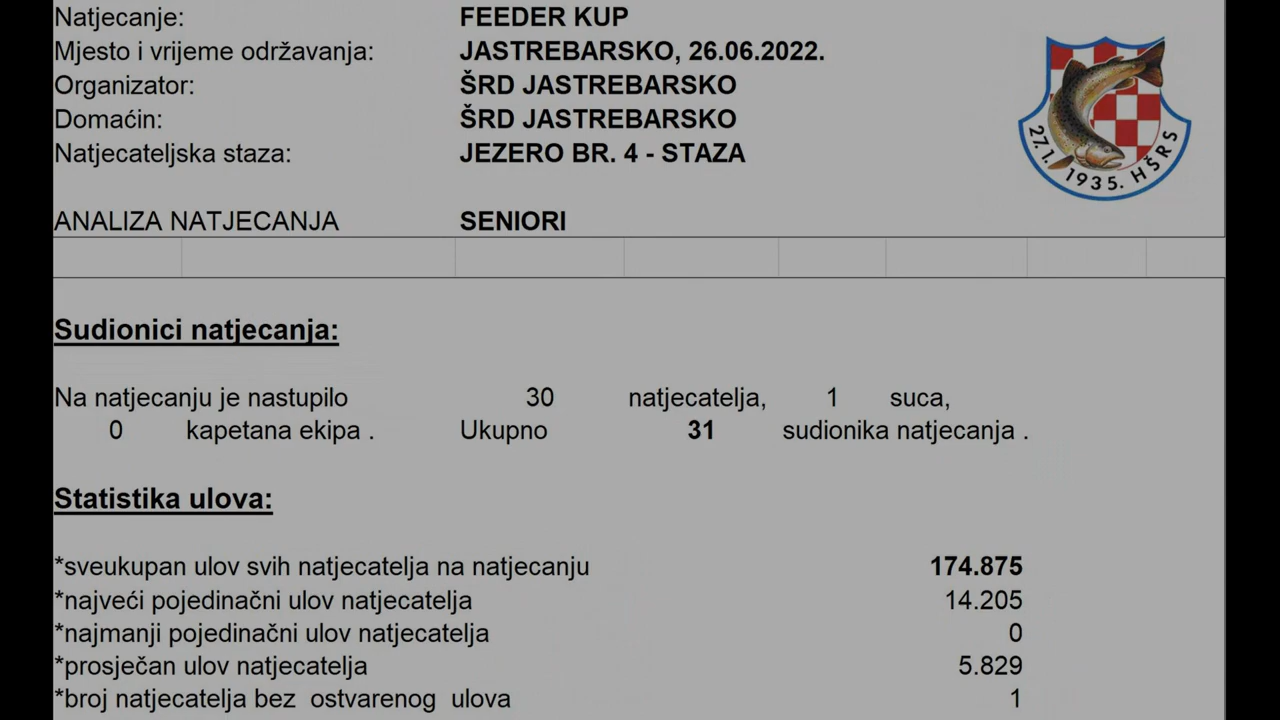 Natjecanje: FEEDER KUP
Mjesto i vrijeme održavanja: JASTREBARSKO, 26.06.2022.
Organizator: ŠRD JASTREBARSKO
Domaćin: ŠRD JASTREBARSKO
Natjecateljska staza: JEZERO BR. 4 - STAZA
27.1. 1935. HŠRS
ANALIZA NATJECANJA SENIORI
Sudionici natjecanja:
Na natjecanju je nastupilo 30 natjecatelja, 1 suca,
0 kapetana ekipa . Ukupno 31 sudionika natjecanja .
Statistika ulova:
*sveukupan ulov svih natjecatelja na natjecanju 174.875
*najveći pojedinačni ulov natjecatelja 14.205
*najmanji pojedinačni ulov natjecatelja 0
*prosječan ulov natjecatelja 5.829
*broj natjecatelja bez ostvarenog ulova 1